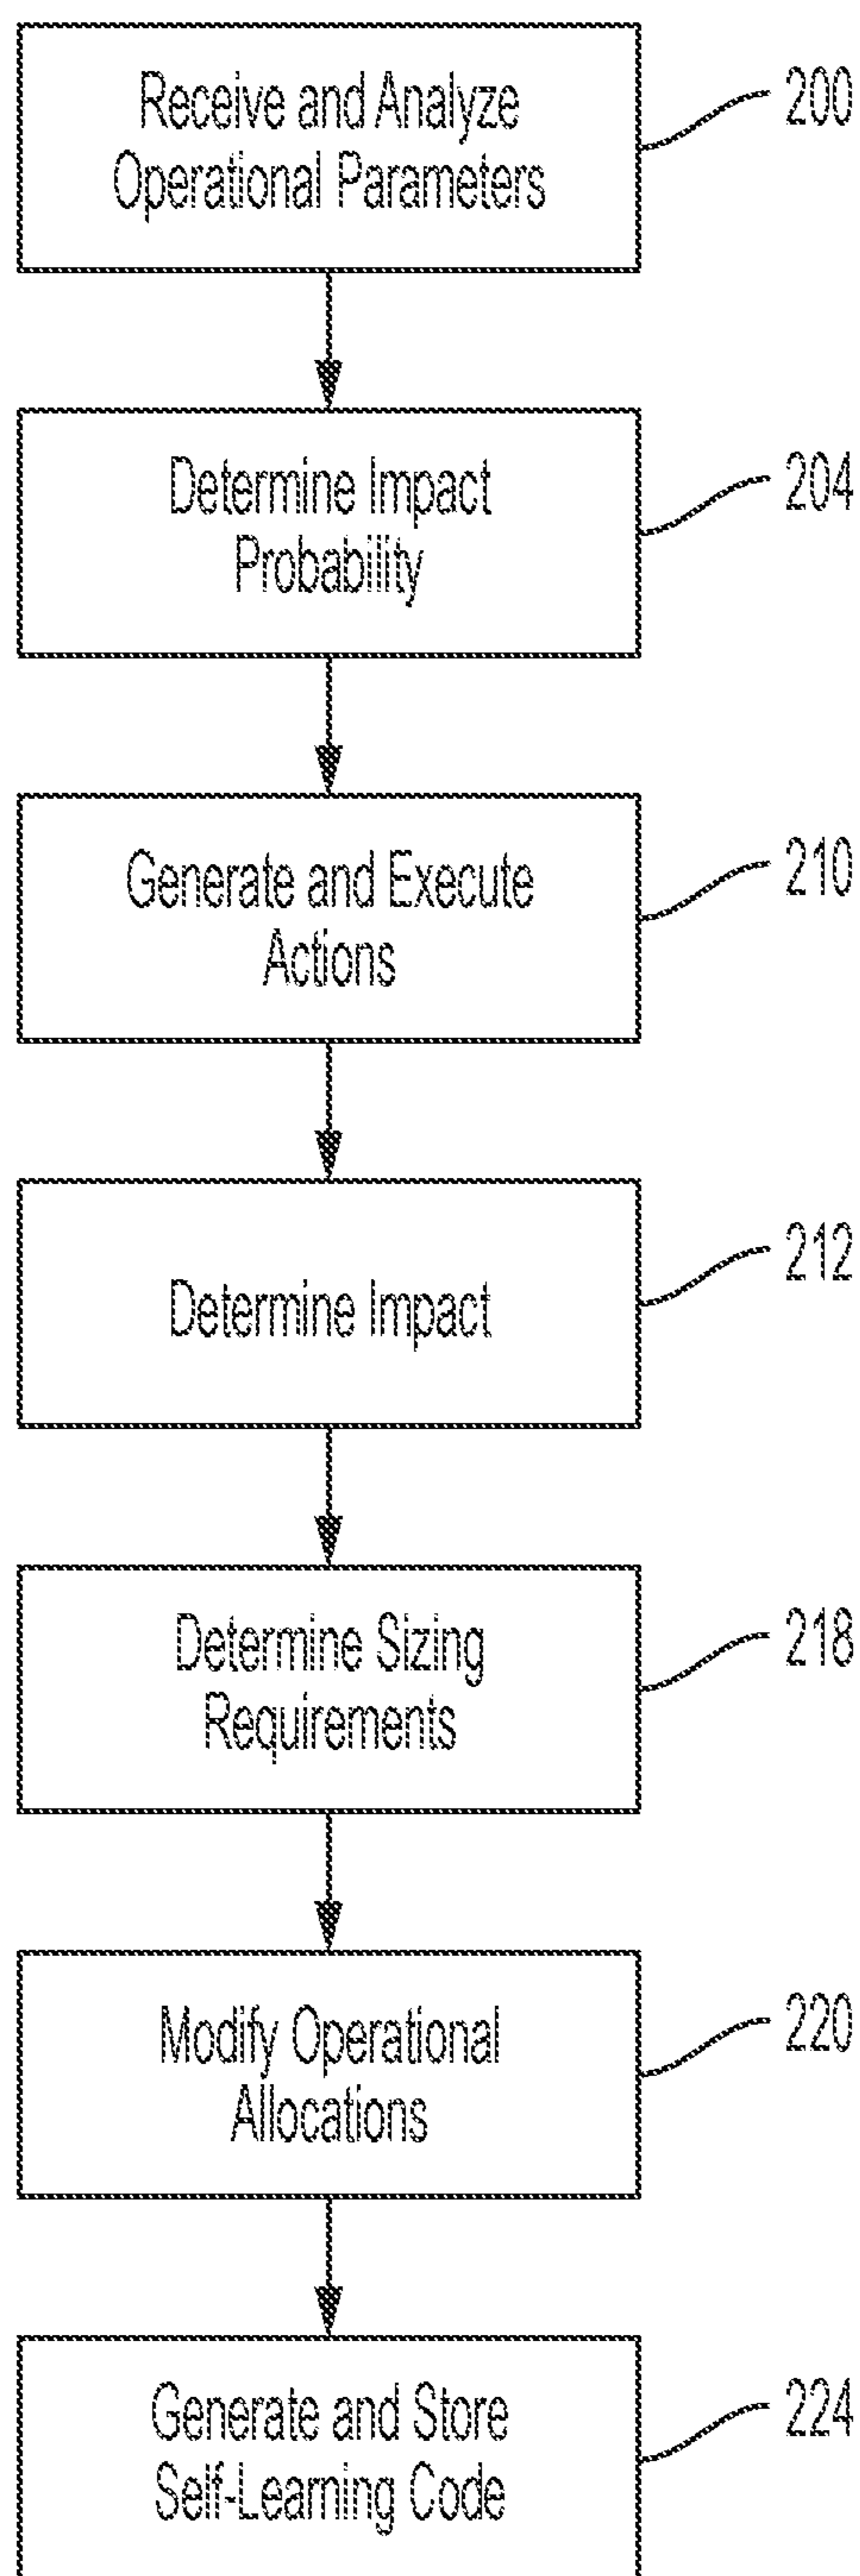 Receive and Analyze
Operational Parameters
200
Determine Impact
Probability
204
Generate and Execute
Actions
210
Determine Impact
212
Determine Sizing
Requirements
218
Modify Operational
Allocations
220
Generate and Store
Self-Learning Code
224